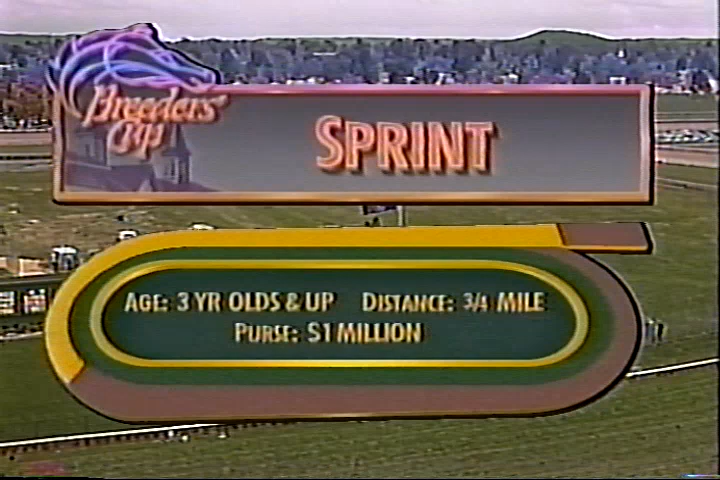 Breeders'
Cup
SPRINT
AGE: 3 YR OLDS & UP DISTANCE: 3/4 MILE
PURSE: $1 MILLION